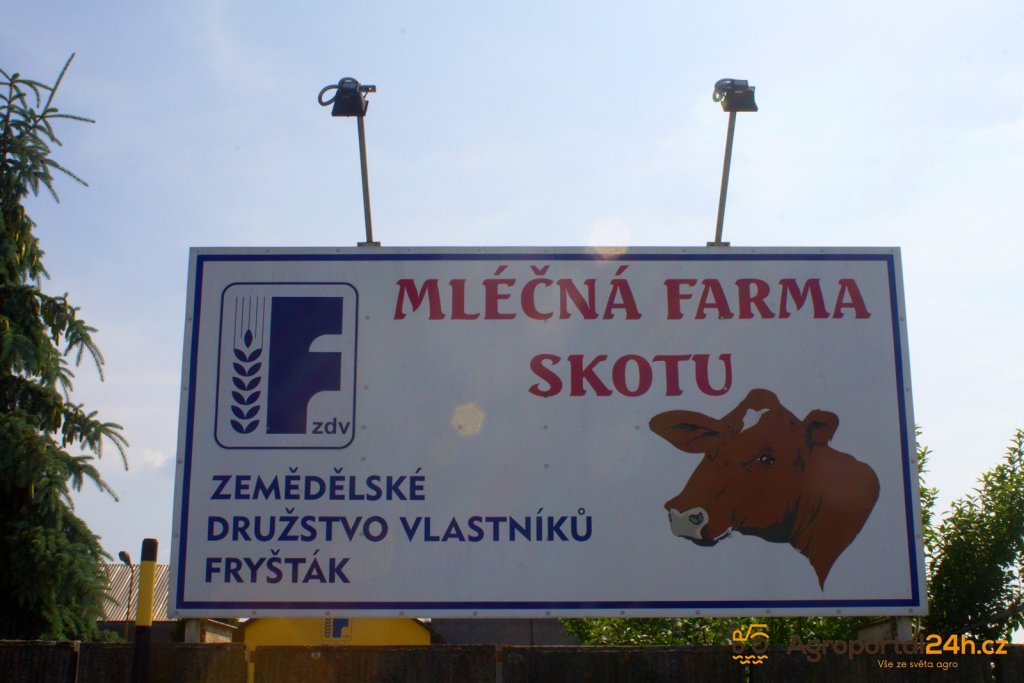 MLÉČNÁ FARMA
SKOTU
F
zdv
ZEMĚDĚLSKÉ
DRUŽSTVO VLASTNÍKŮ
FRYŠTÁK
Agroportal24h.cz
Vše ze světa agro